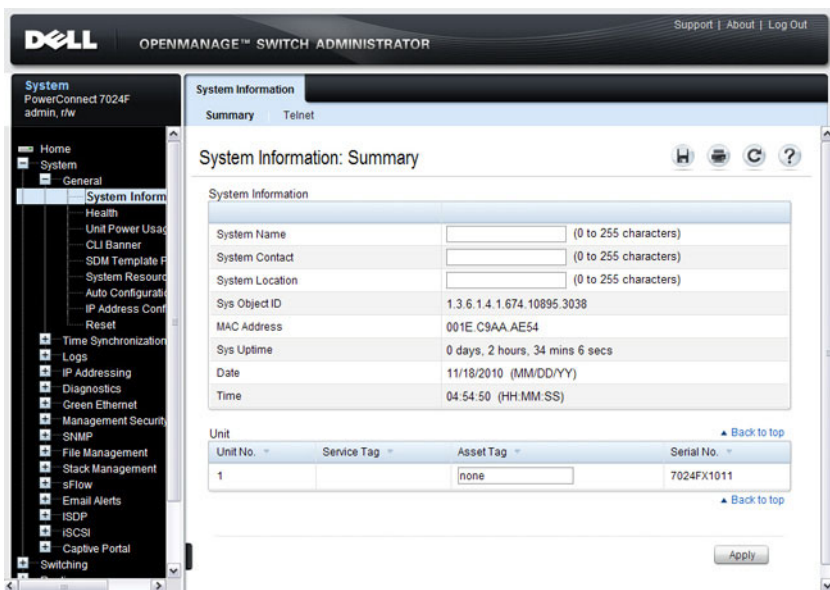 Support | About | Log Out
DELL
OPENMANAGE™ SWITCH ADMINISTRATOR
System
PowerConnect 7024F
admin, r/w
Home
System
General
System Inform
Health
Unit Power Usag
CLI Banner
SDM Template P
System Resourc
Auto Configuratio
IP Address Conf
Reset
Time Synchronization
Logs
IP Addressing
Diagnostics
Green Ethernet
Management Security
SNMP
File Management
Stack Management
sFlow
Email Alerts
ISDP
iSCSI
Captive Portal
Switching
System Information
Summary Telnet
System Information: Summary
System Information
System Name (0 to 255 characters)
System Contact (0 to 255 characters)
System Location (0 to 255 characters)
Sys Object ID 1.3.6.1.4.1.674.10895.3038
MAC Address 001E.C9AA.AE54
Sys Uptime 0 days, 2 hours, 34 mins 6 secs
Date 11/18/2010 (MM/DD/YY)
Time 04:54:50 (HH:MM:SS)
Unit Back to top
Unit No. Service Tag Asset Tag Serial No.
1 none 7024FX1011
Back to top
Apply